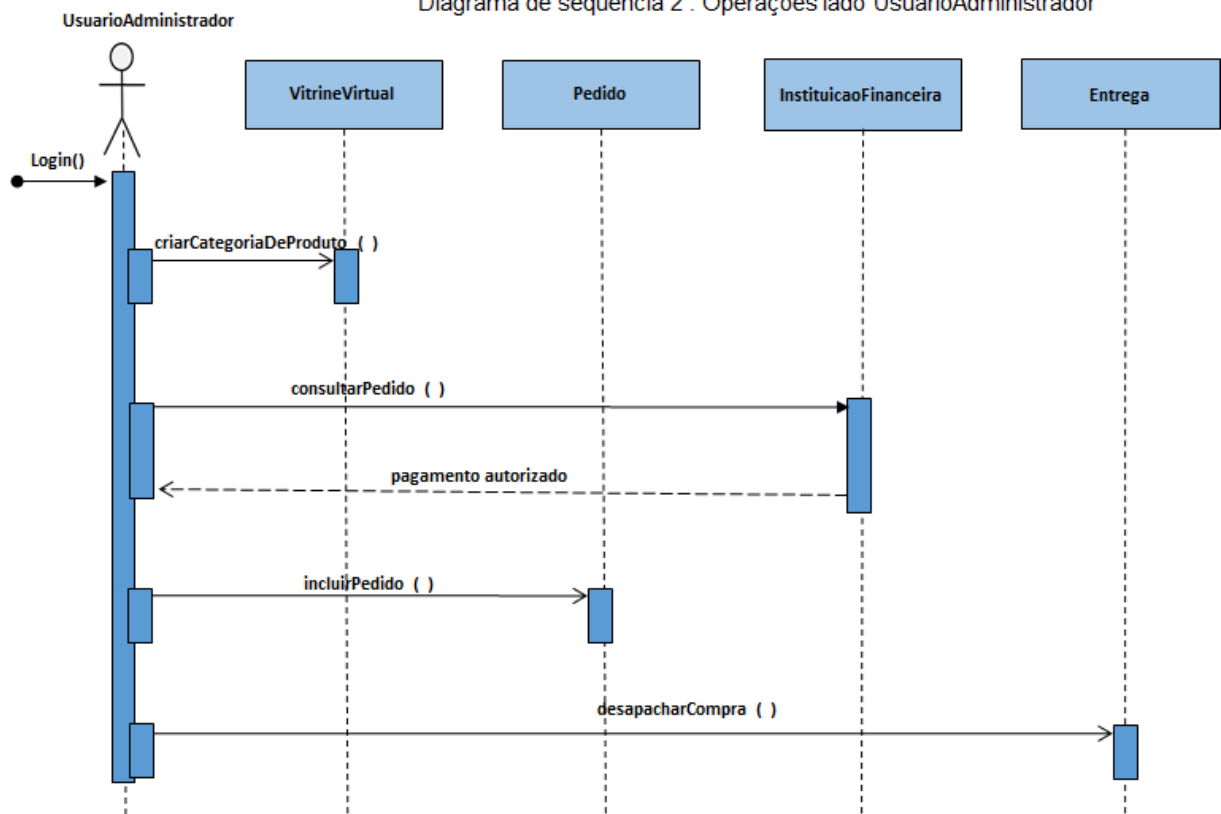 Diagrama de sequência 2 : Operações lado UsuarioAdministrador
UsuarioAdministrador
VitrineVirtual
Pedido
InstituicaoFinanceira
Entrega
Login()
criarCategoriaDeProduto ( )
consultarPedido ( )
pagamento autorizado
incluirPedido ( )
desapacharCompra ( )